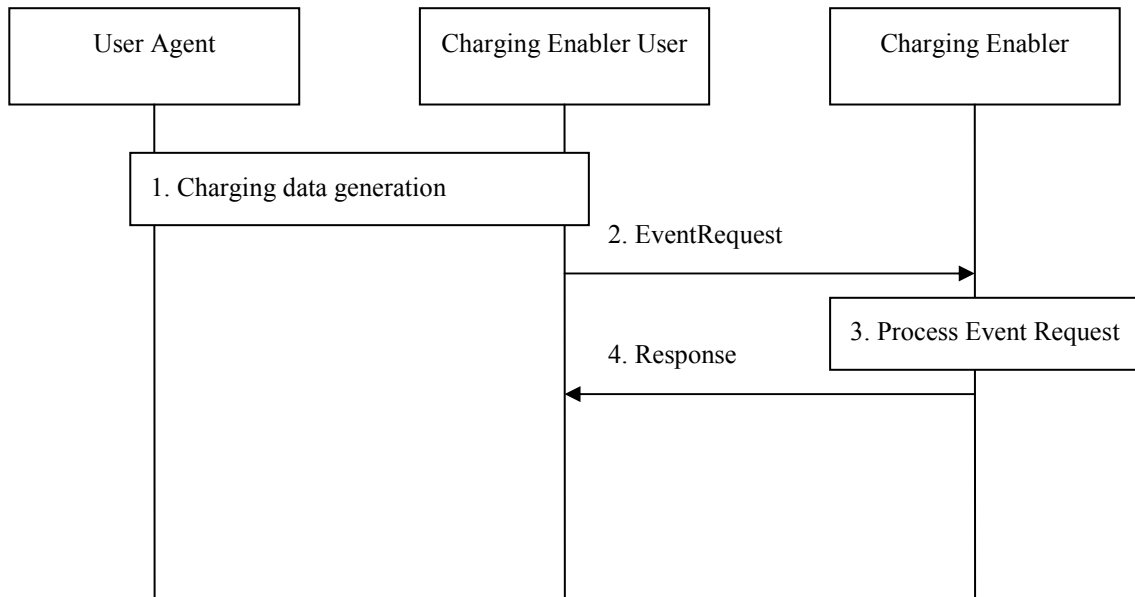 User Agent
Charging Enabler User
Charging Enabler
1. Charging data generation
2. EventRequest
3. Process Event Request
4. Response